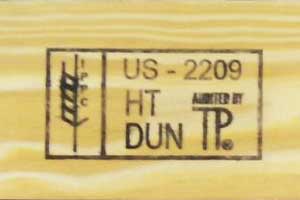 IPPC
US - 2209
HT
DUN
AUDITED BY
TP®